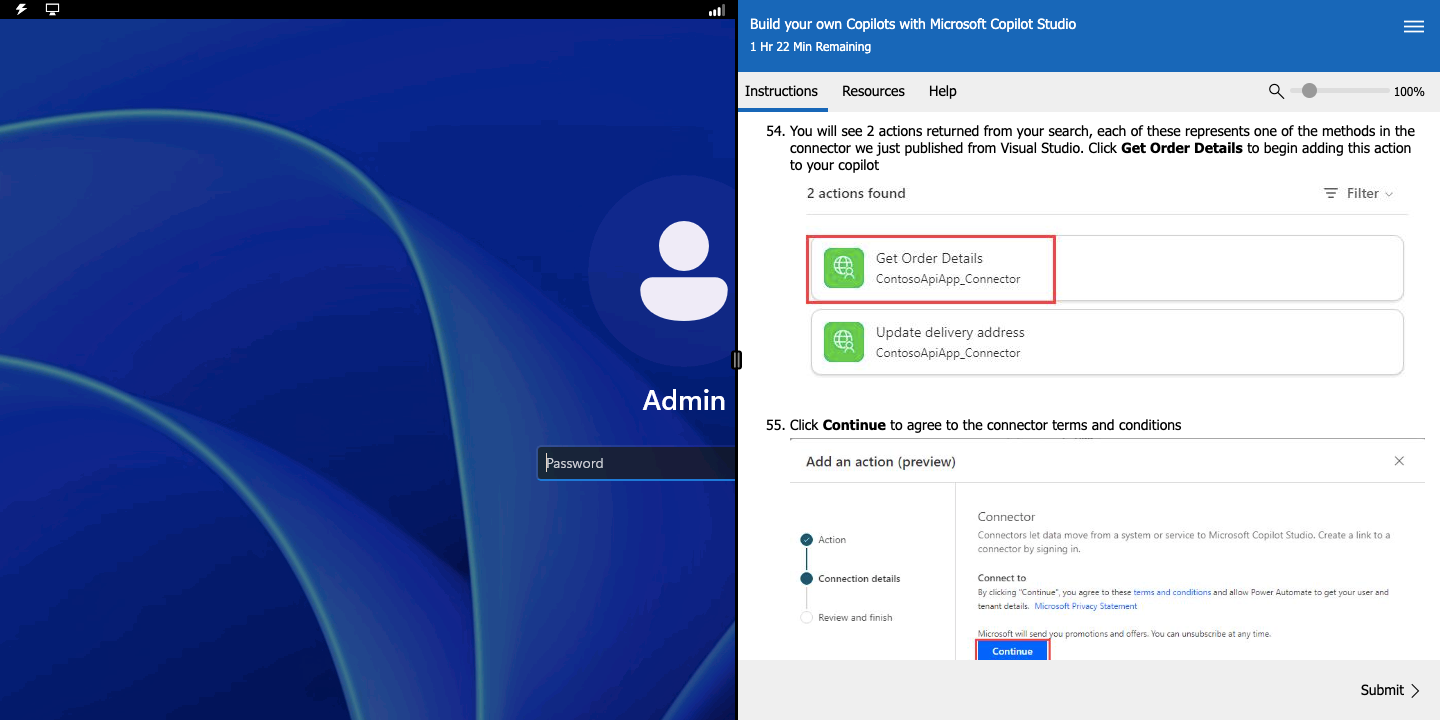 Admin
Password
Build your own Copilots with Microsoft Copilot Studio
1 Hr 22 Min Remaining
Instructions Resources Help 100%
54. You will see 2 actions returned from your search, each of these represents one of the methods in the
connector we just published from Visual Studio. Click Get Order Details to begin adding this action
to your copilot
2 actions found Filter
Get Order Details
ContosoApiApp_Connector
Update delivery address
ContosoApiApp_Connector
55. Click Continue to agree to the connector terms and conditions
Add an action (preview)
Action
Connection details
Review and finish
Connector
Connectors let data move from a system or service to Microsoft Copilot Studio. Create a link to a
connector by signing in.
Connect to
By clicking "Continue", you agree to these terms and conditions and allow Power Automate to get your user and
tenant details. Microsoft Privacy Statement
Microsoft will send you promotions and offers. You can unsubscribe at any time.
Continue
Submit